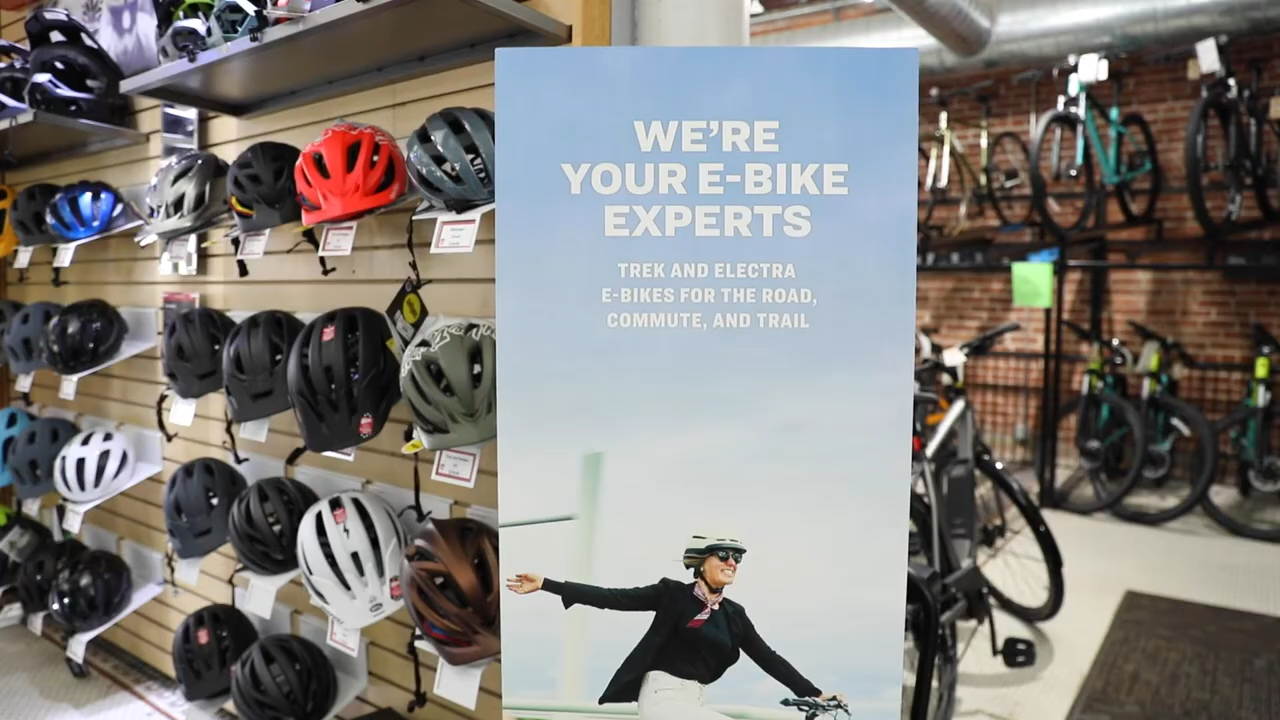 WE’RE
YOUR E-BIKE
EXPERTS
TREK AND ELECTRA
E-BIKES FOR THE ROAD,
COMMUTE, AND TRAIL